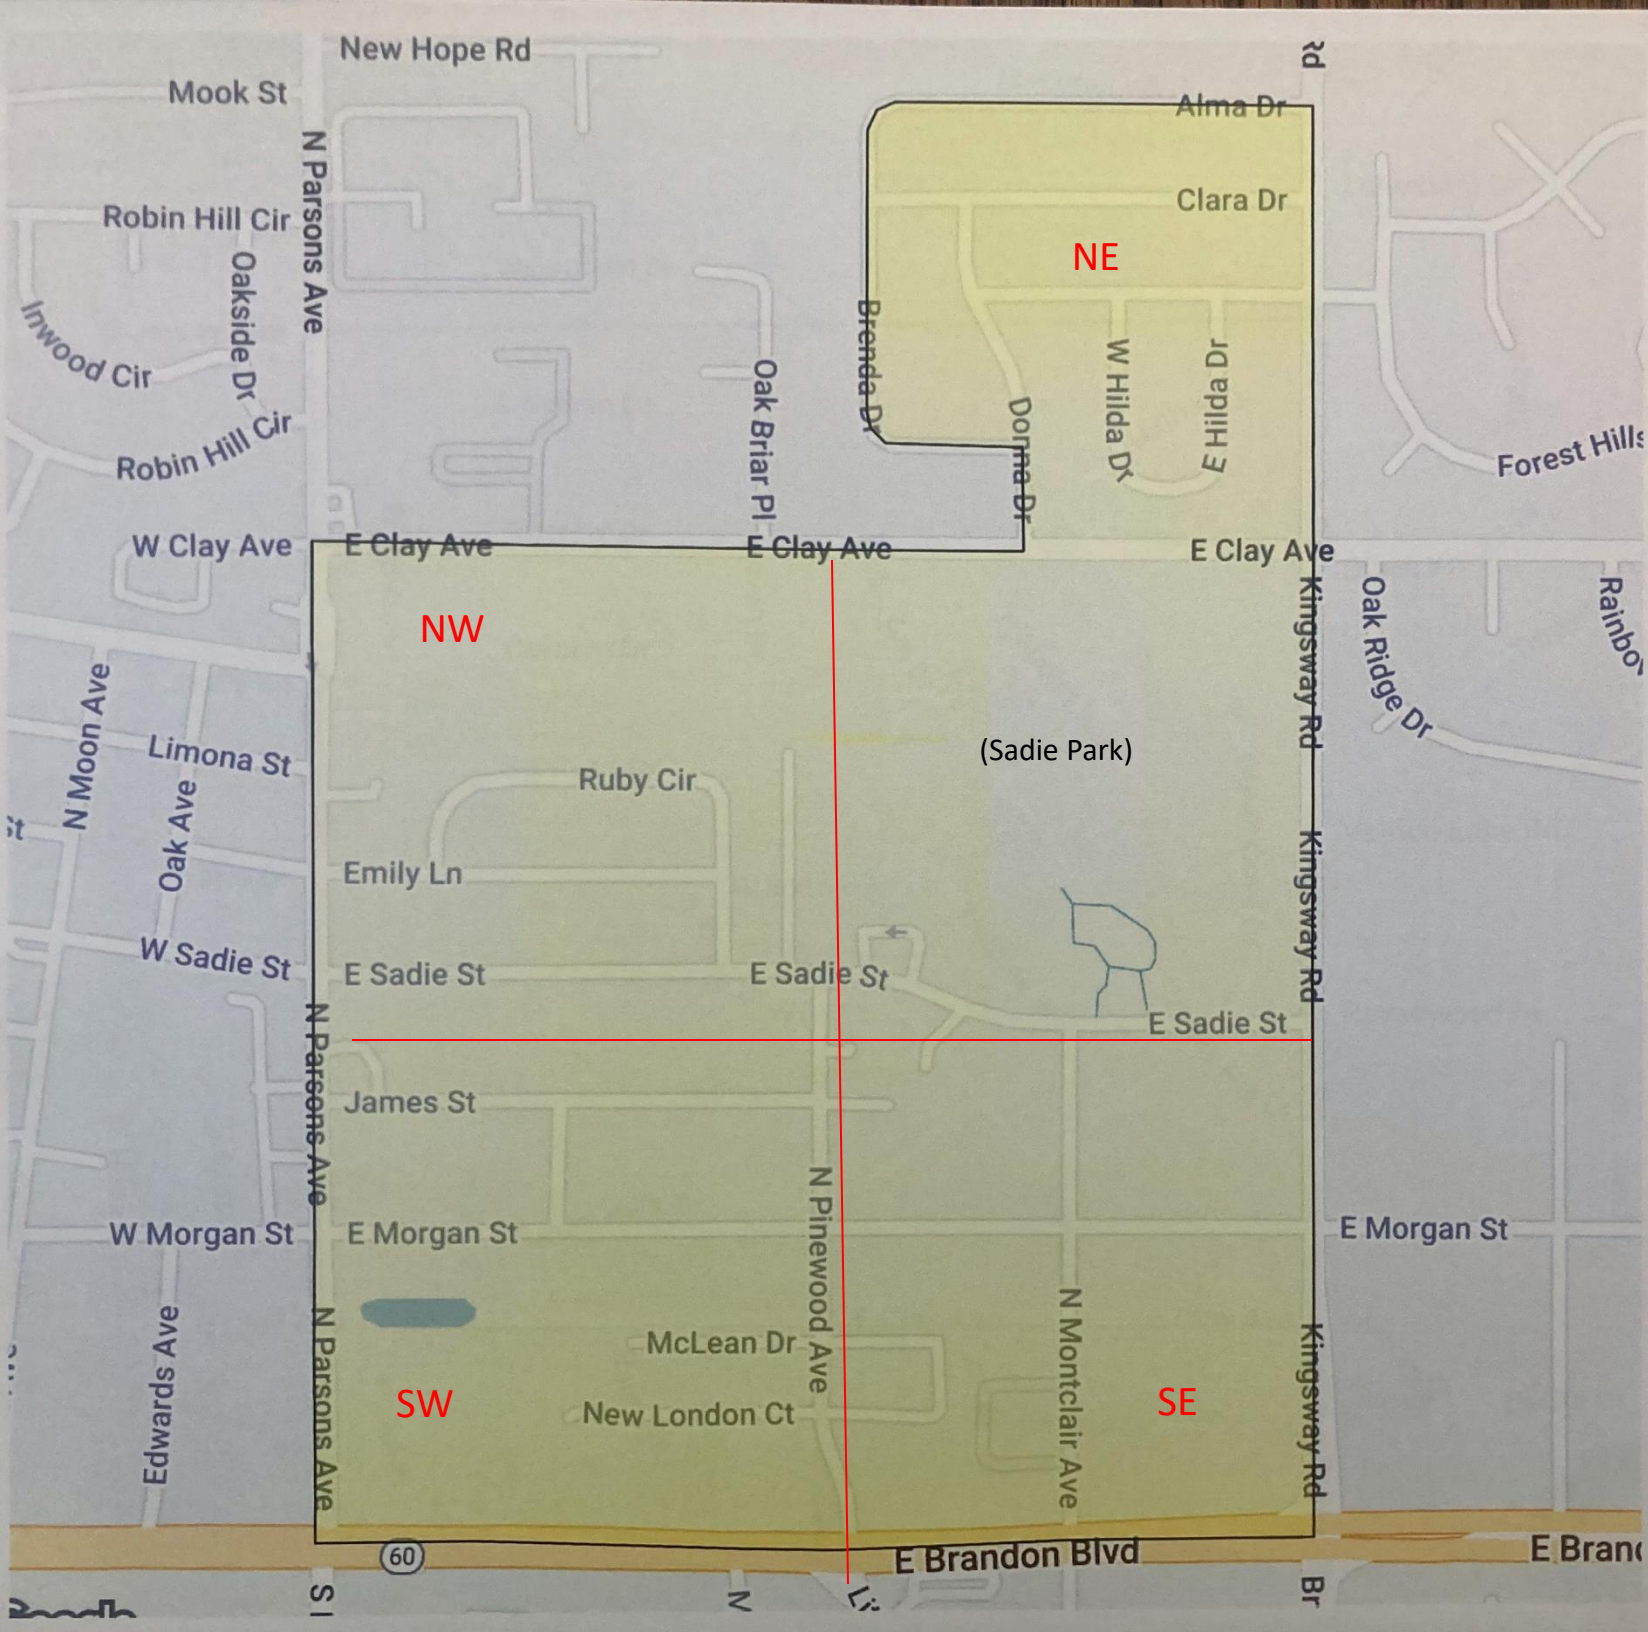 New Hope Rd
Rd
Mook St
Alma Dr
N Parsons Ave
Clara Dr
Robin Hill Cir
NE
Oakside Dr
Inwood Cir
Brenda Dr
W Hilda Dr
E Hilda Dr
Oak Briar Pl
Donna Dr
Robin Hill Cir
Forest Hills
W Clay Ave
E Clay Ave
E Clay Ave
E Clay Ave
NW
Kingsway Rd
Oak Ridge Dr
N Moon Ave
Limona St
(Sadie Park)
Ruby Cir
Oak Ave
St
Emily Ln
Kingsway Rd
W Sadie St
E Sadie St
E Sadie St
E Sadie St
N Parsons Ave
James St
N Pinewood Ave
W Morgan St
E Morgan St
E Morgan St
Edwards Ave
N Parsons Ave
McLean Dr
N Montclair Ave
Kingsway Rd
SW
New London Ct
SE
60
E Brandon Blvd
E Bran
S
Br